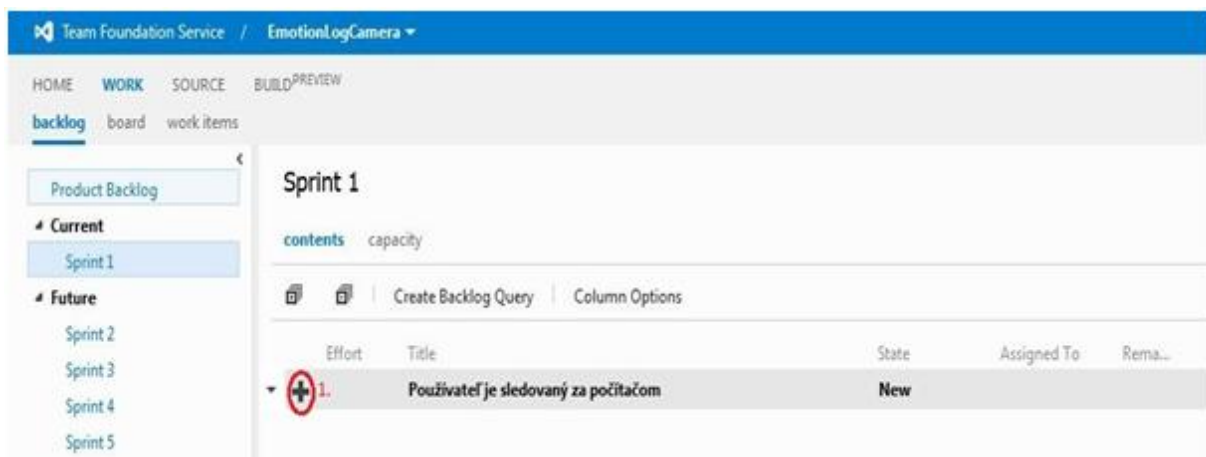 Team Foundation Service / EmotionLogCamera
HOME WORK SOURCE BUILD PREVIEW
backlog board work items
Product Backlog
Current
Sprint 1
Future
Sprint 2
Sprint 3
Sprint 4
Sprint 5
Sprint 1
contents capacity
Create Backlog Query Column Options
Effort Title State Assigned To Rema...
1. Používateľ je sledovaný za počítačom New